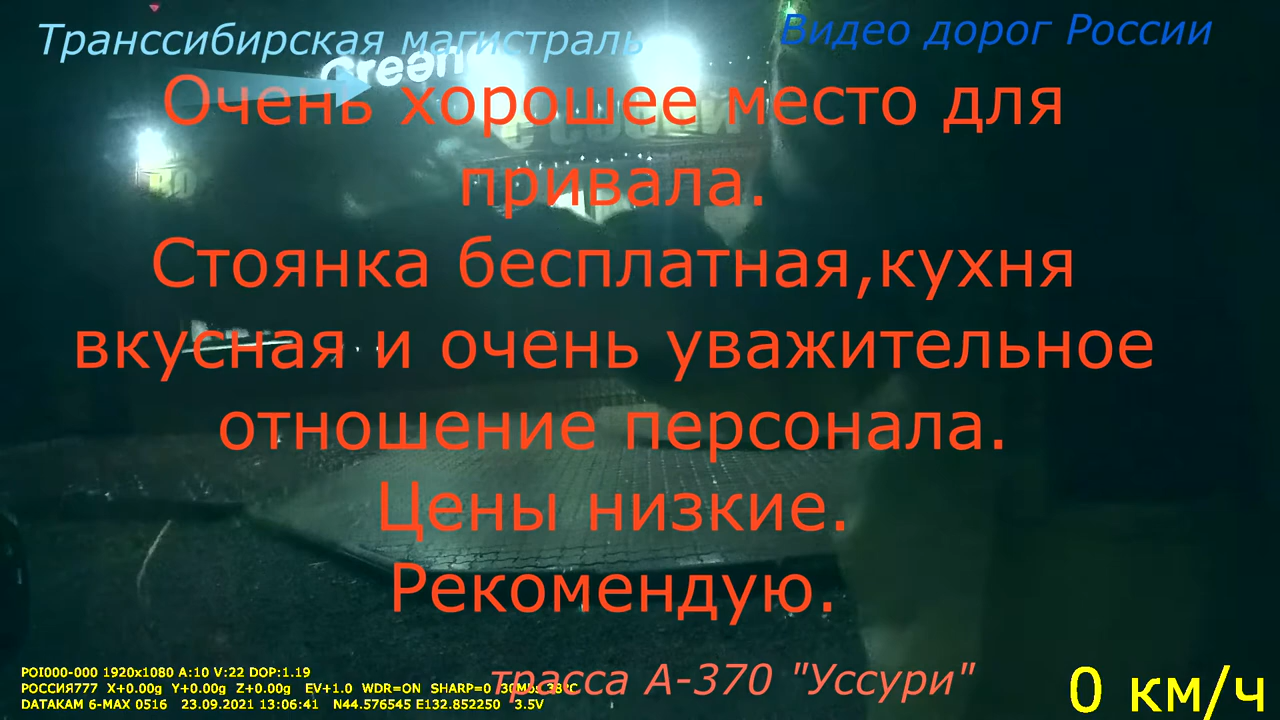 Транссибирская магистраль
Видео дорог России
Green
Очень хорошее место для
с собой
привала.
Стоянка бесплатная,кухня
вкусная и очень уважительное
отношение персонала.
Цены низкие.
Рекомендую.
трасса А-370 "Уссури"
0 км/ч
POI000-000 1920x1080 A:10 V:22 DOP:1.19
РОССИЯ777 X+0.00g Y+0.00g Z+0.00g EV+1.0 WDR=ON SHARP=0
DATAKAM 6-MAX 0516 23.09.2021 13:06:41 N44.576545 E132.852250 3.5V